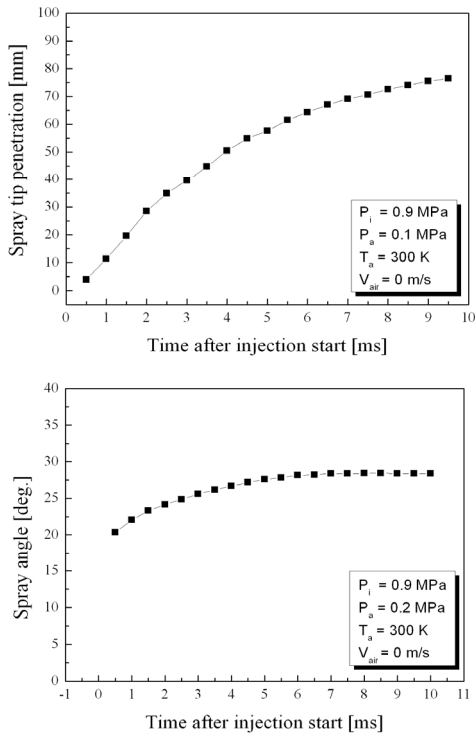 Spray tip penetration [mm]
100
90
80
70
60
50
40
30
20
10
0
P_i = 0.9 MPa
P_a = 0.1 MPa
T_a = 300 K
V_air = 0 m/s
0 1 2 3 4 5 6 7 8 9 10
Time after injection start [ms]
Spray angle [deg.]
40
35
30
25
20
15
10
5
0
P_i = 0.9 MPa
P_a = 0.2 MPa
T_a = 300 K
V_air = 0 m/s
-1 0 1 2 3 4 5 6 7 8 9 10 11
Time after injection start [ms]